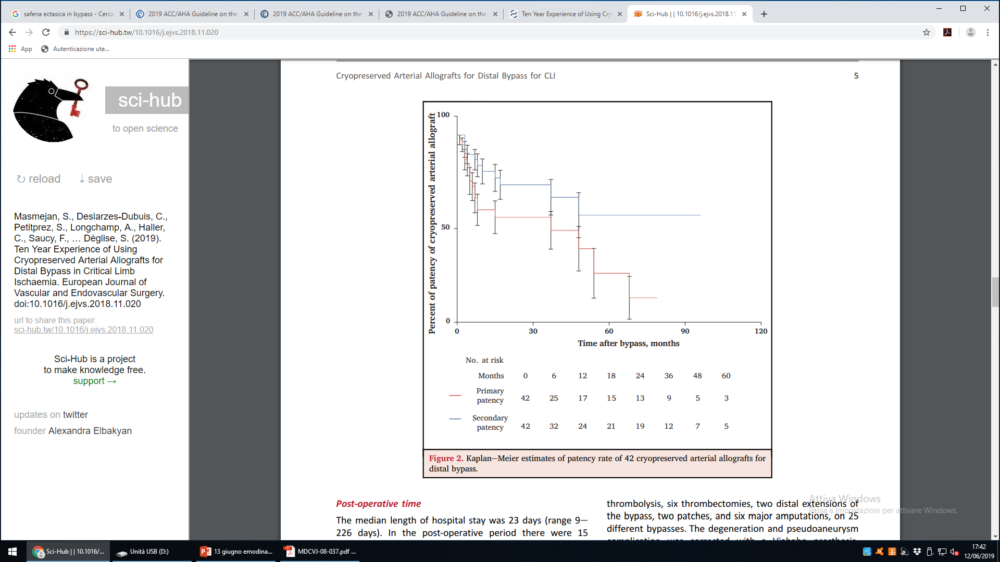 safena ectasica in bypass - Cerca
2019 ACC/AHA Guideline on the
2019 ACC/AHA Guideline on the
2019 ACC/AHA Guideline on the
Ten Year Experience of Using Cry
Sci-Hub | | 10.1016/j.ejvs.2018.11
https://sci-hub.tw/10.1016/j.ejvs.2018.11.020
App
Autenticazione ute...
sci-hub
to open science
↻ reload
⇣ save
Masmejan, S., Deslarzes-Dubuis, C.,
Petitprez, S., Longchamp, A., Haller,
C., Saucy, F., … Déglise, S. (2019).
Ten Year Experience of Using
Cryopreserved Arterial Allografts for
Distal Bypass in Critical Limb
Ischaemia. European Journal of
Vascular and Endovascular Surgery.
doi:10.1016/j.ejvs.2018.11.020
url to share this paper:
sci-hub.tw/10.1016/j.ejvs.2018.11.020
Sci-Hub is a project
to make knowledge free.
support →
updates on twitter
founder Alexandra Elbakyan
Cryopreserved Arterial Allografts for Distal Bypass for CLI 5
Percent of patency of cryopreserved arterial allograft
100
50
0
0 30 60 90 120
Time after bypass, months
No. at risk
Months 0 6 12 18 24 36 48 60
Primary
patency 42 25 17 15 13 9 5 3
Secondary
patency 42 32 24 21 19 12 7 5
Figure 2. Kaplan–Meier estimates of patency rate of 42 cryopreserved arterial allografts for
distal bypass.
Post-operative time
The median length of hospital stay was 23 days (range 9–
226 days). In the post-operative period there were 15
thrombolysis, six thrombectomies, two distal extensions of
the bypass, two patches, and six major amputations, on 25
different bypasses. The degeneration and pseudoaneurysm
complication was corrected with a Viabahn prosthesis.
Attiva Windows
Passa a Impostazioni per attivare Windows.
Sci-Hub | | 10.1016/...
Unità USB (D:)
13 giugno emodina...
MDCVJ-08-037.pdf ...
17:42
12/06/2019